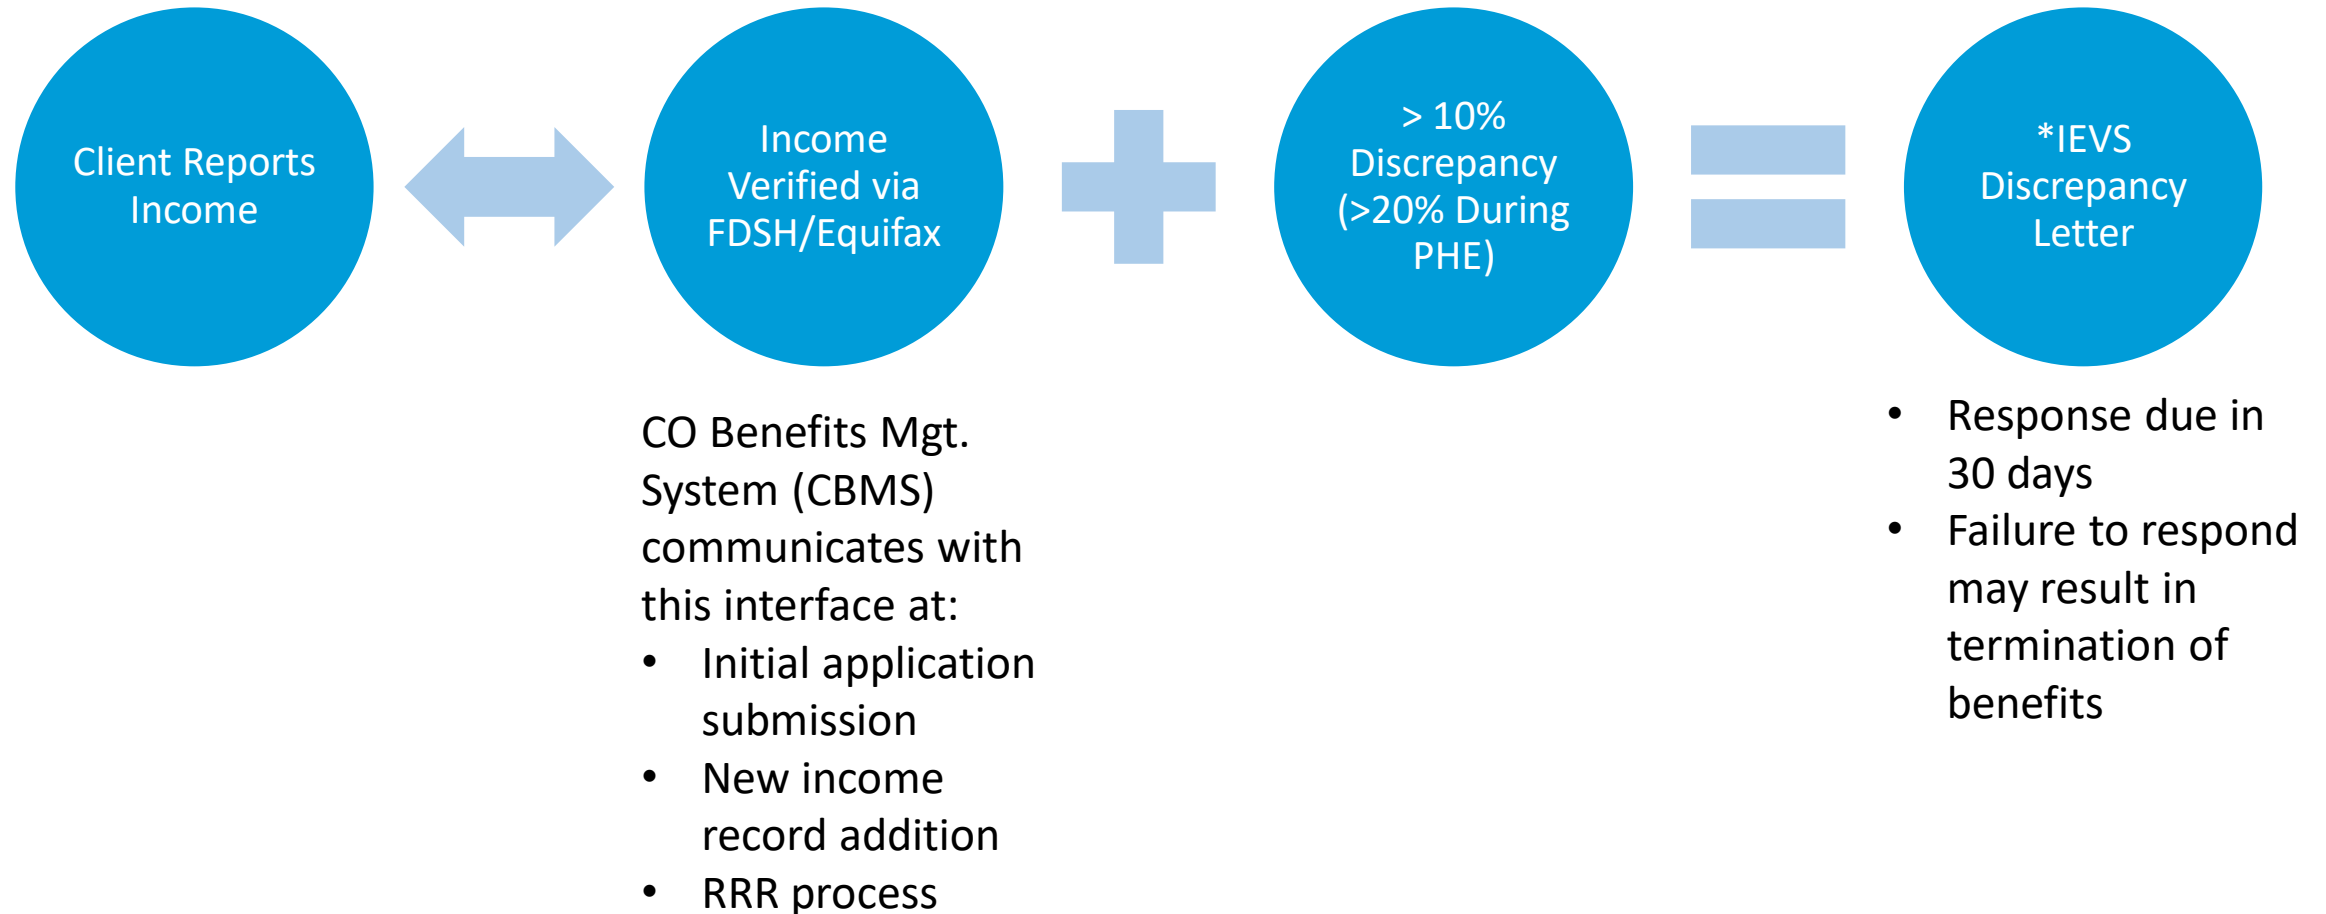 Client Reports
Income
Income
Verified via
FDSH/Equifax
> 10%
Discrepancy
(>20% During
PHE)
*IEVS
Discrepancy
Letter
CO Benefits Mgt.
System (CBMS)
communicates with
this interface at:
• Initial application
submission
• New income
record addition
• RRR process
• Response due in
30 days
• Failure to respond
may result in
termination of
benefits